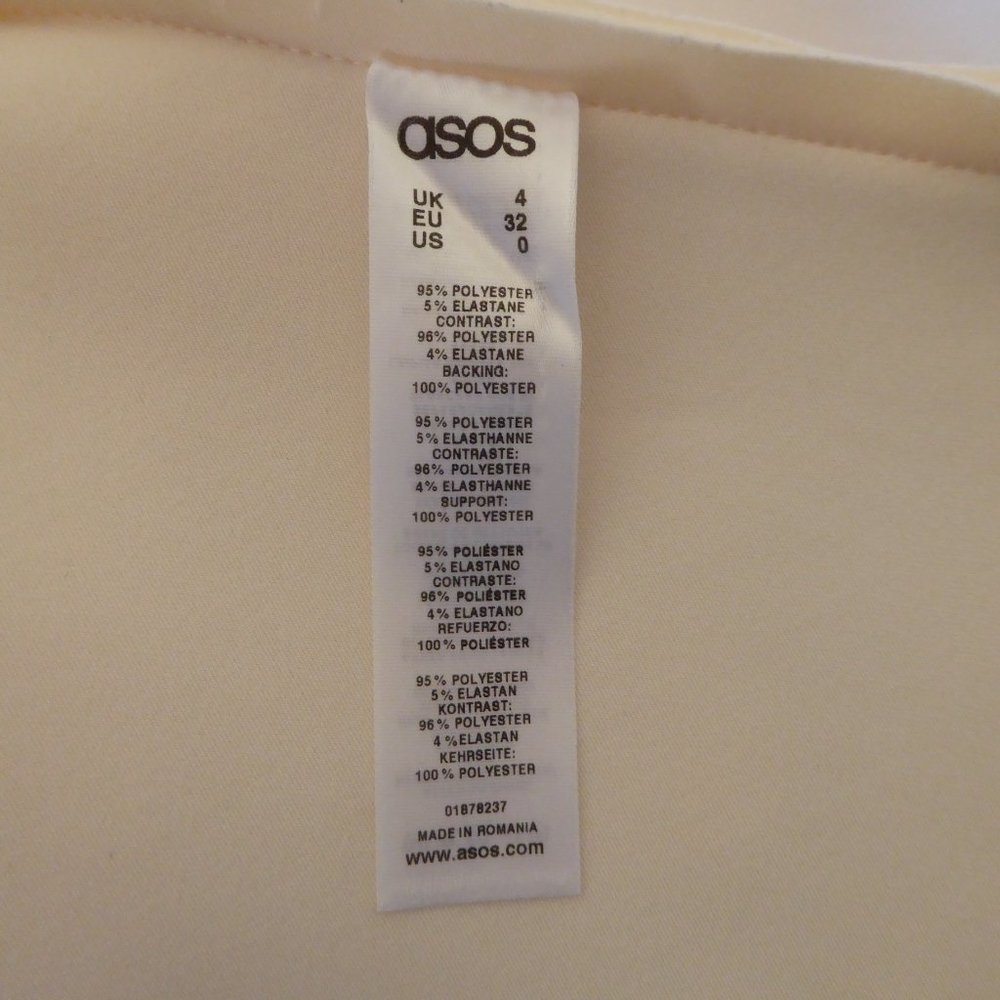 asos
UK 4
EU 32
US 0
95% POLYESTER
5% ELASTANE
CONTRAST:
96% POLYESTER
4% ELASTANE
BACKING:
100% POLYESTER
95% POLYESTER
5% ELASTHANNE
CONTRASTE:
96% POLYESTER
4% ELASTHANNE
SUPPORT:
100% POLYESTER
95% POLIÉSTER
5% ELASTANO
CONTRASTE:
96% POLIÉSTER
4% ELASTANO
REFUERZO:
100% POLIÉSTER
95% POLYESTER
5% ELASTAN
KONTRAST:
96% POLYESTER
4 %ELASTAN
KEHRSEITE:
100% POLYESTER
01878237
MADE IN ROMANIA
www.asos.com